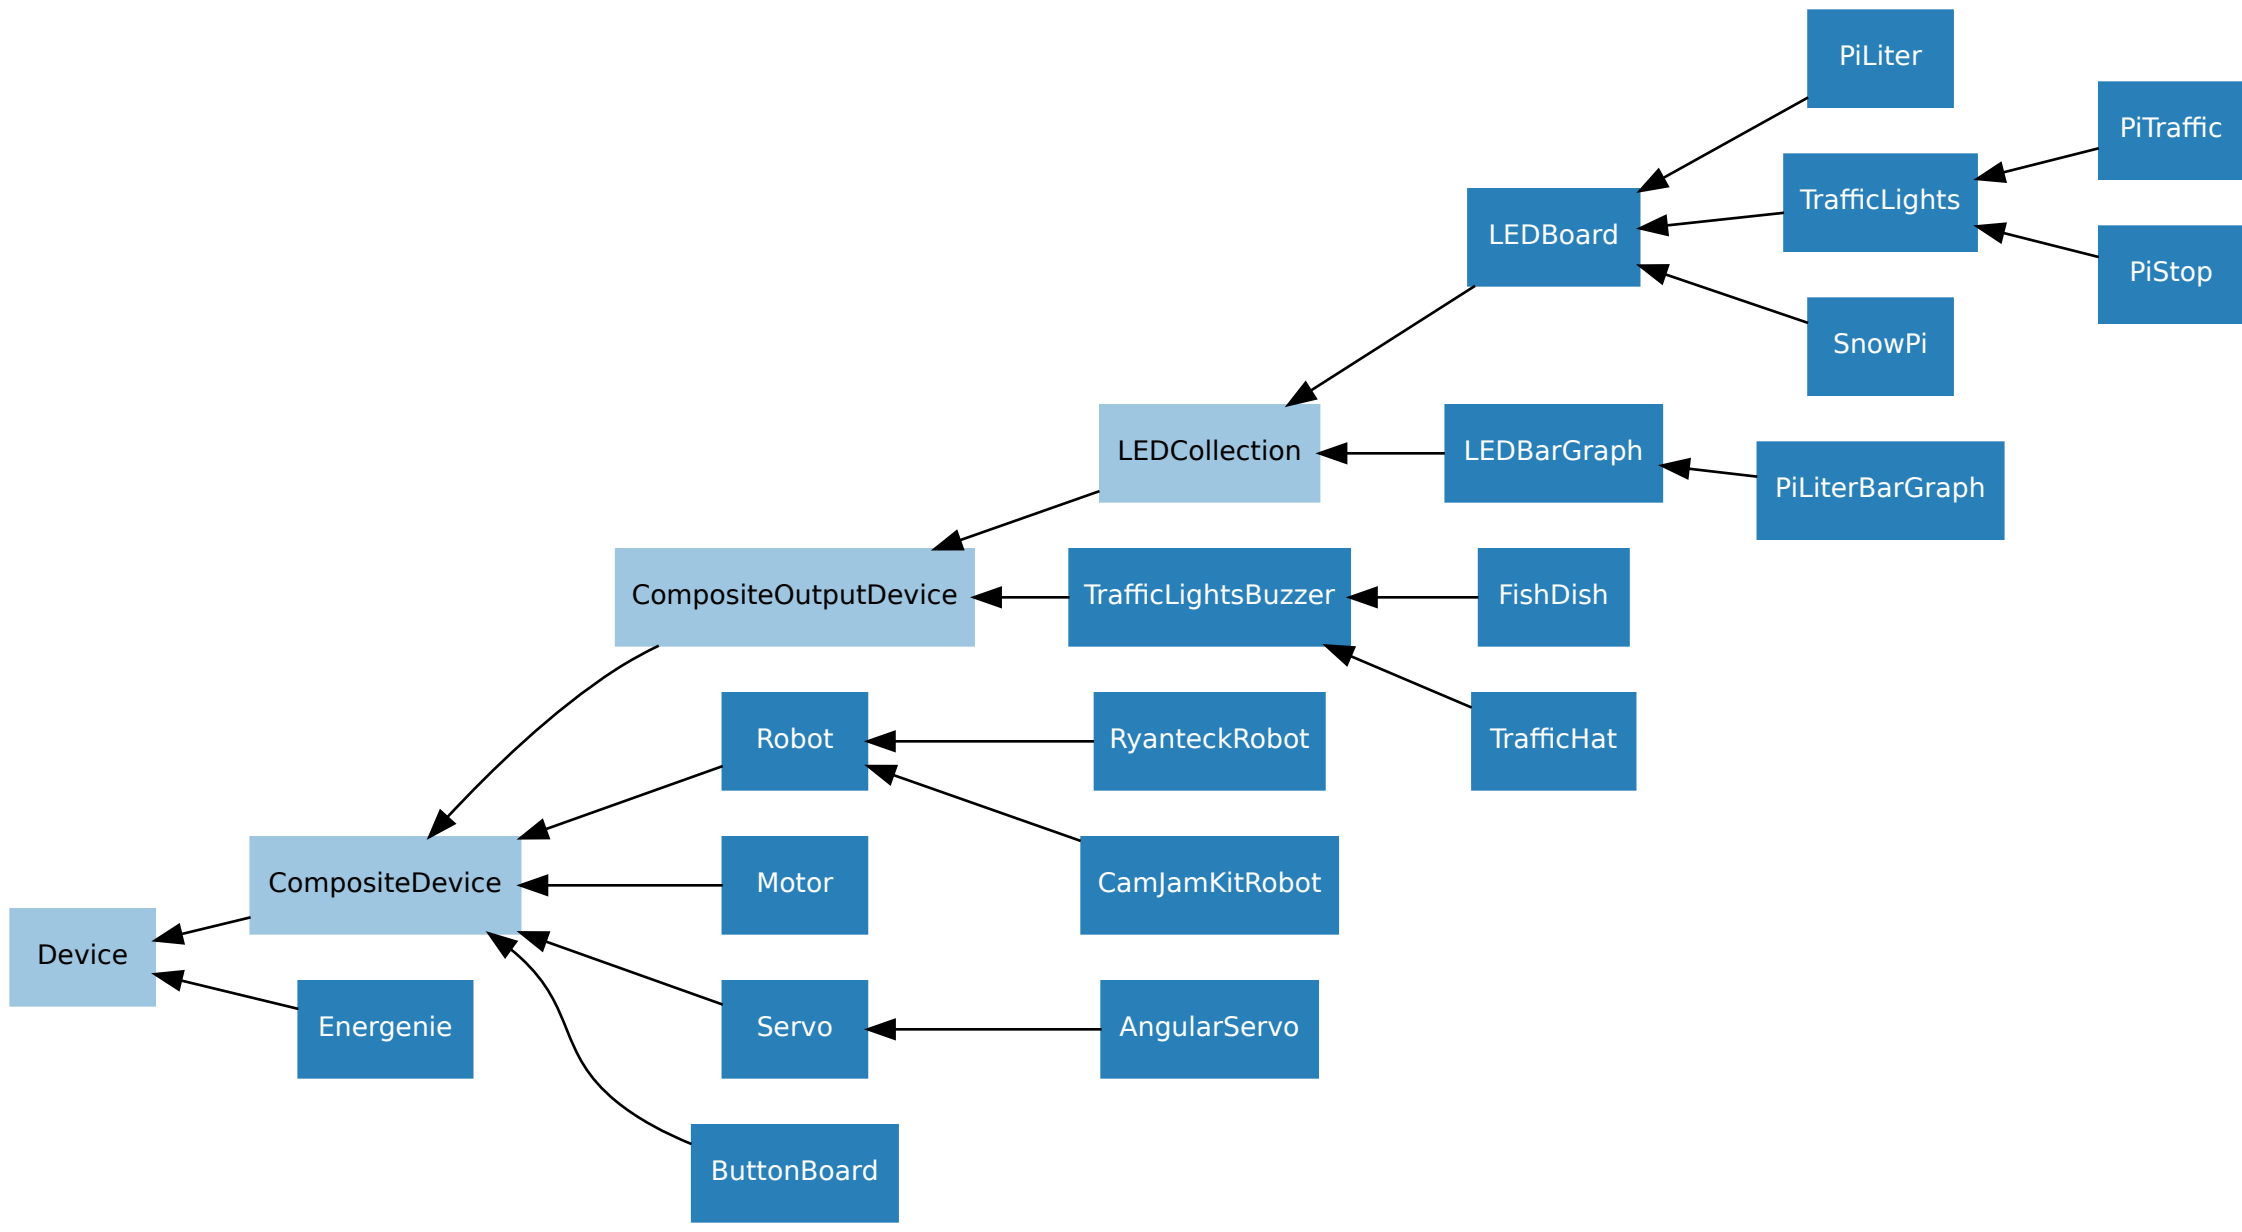 PiLiter
PiTraffic
TrafficLights
LEDBoard
PiStop
SnowPi
LEDCollection
LEDBarGraph
PiLiterBarGraph
CompositeOutputDevice
TrafficLightsBuzzer
FishDish
Robot
RyanteckRobot
TrafficHat
CompositeDevice
Motor
CamJamKitRobot
Device
Energenie
Servo
AngularServo
ButtonBoard